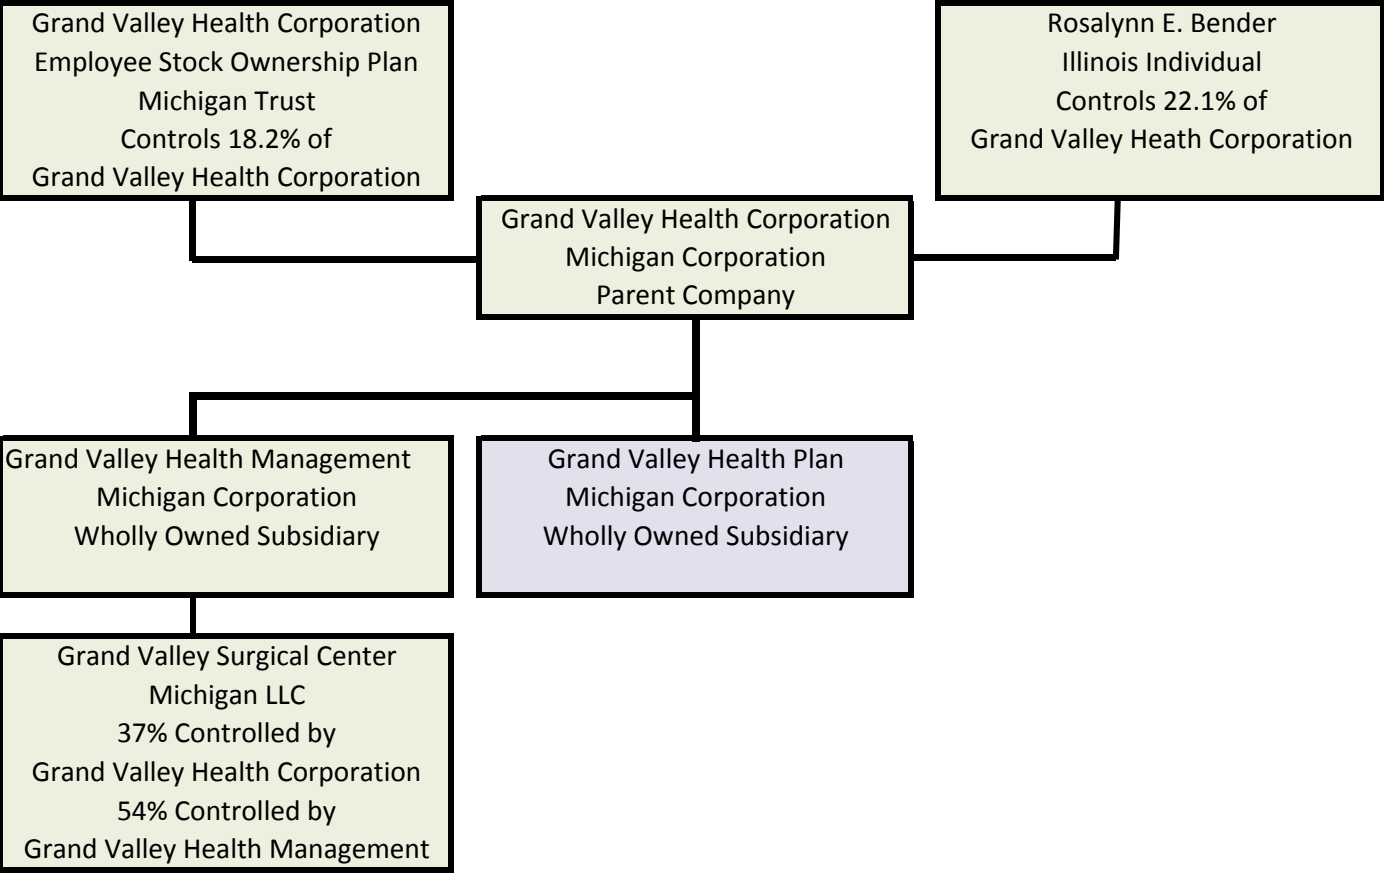 Grand Valley Health Corporation
Employee Stock Ownership Plan
Michigan Trust
Controls 18.2% of
Grand Valley Health Corporation
Rosalynn E. Bender
Illinois Individual
Controls 22.1% of
Grand Valley Heath Corporation
Grand Valley Health Corporation
Michigan Corporation
Parent Company
Grand Valley Health Management
Michigan Corporation
Wholly Owned Subsidiary
Grand Valley Health Plan
Michigan Corporation
Wholly Owned Subsidiary
Grand Valley Surgical Center
Michigan LLC
37% Controlled by
Grand Valley Health Corporation
54% Controlled by
Grand Valley Health Management